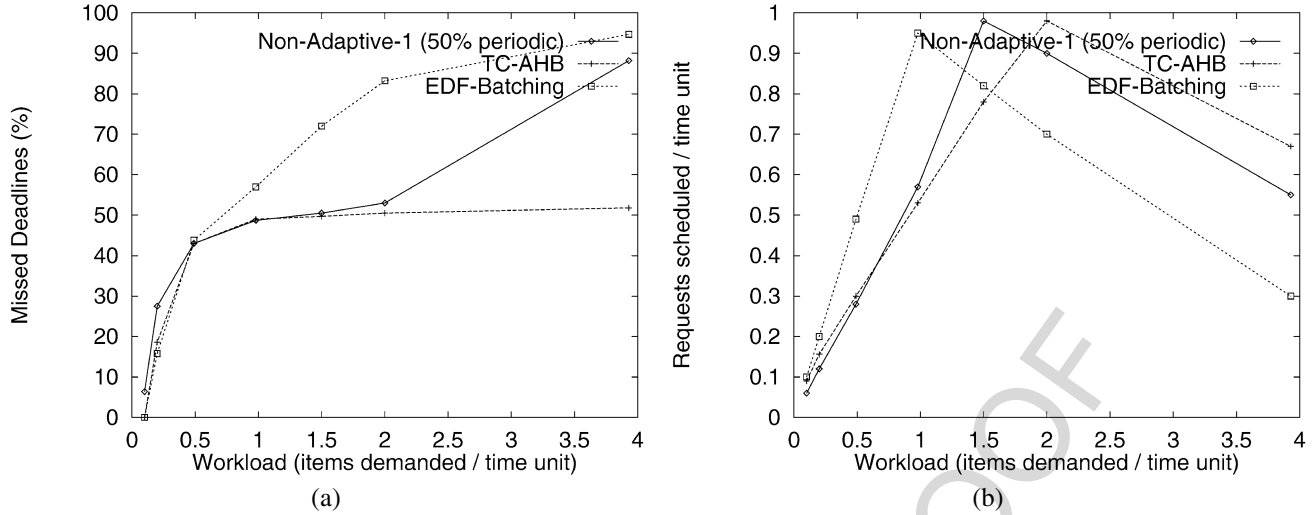 Missed Deadlines (%)
100
90
80
70
60
50
40
30
20
10
0
Non-Adaptive-1 (50% periodic)
TC-AHB
EDF-Batching
0 0.5 1 1.5 2 2.5 3 3.5 4
Workload (items demanded / time unit)
(a)
Requests scheduled / time unit
1
0.9
0.8
0.7
0.6
0.5
0.4
0.3
0.2
0.1
0
Non-Adaptive-1 (50% periodic)
TC-AHB
EDF-Batching
0 0.5 1 1.5 2 2.5 3 3.5 4
Workload (items demanded / time unit)
(b)
OOF